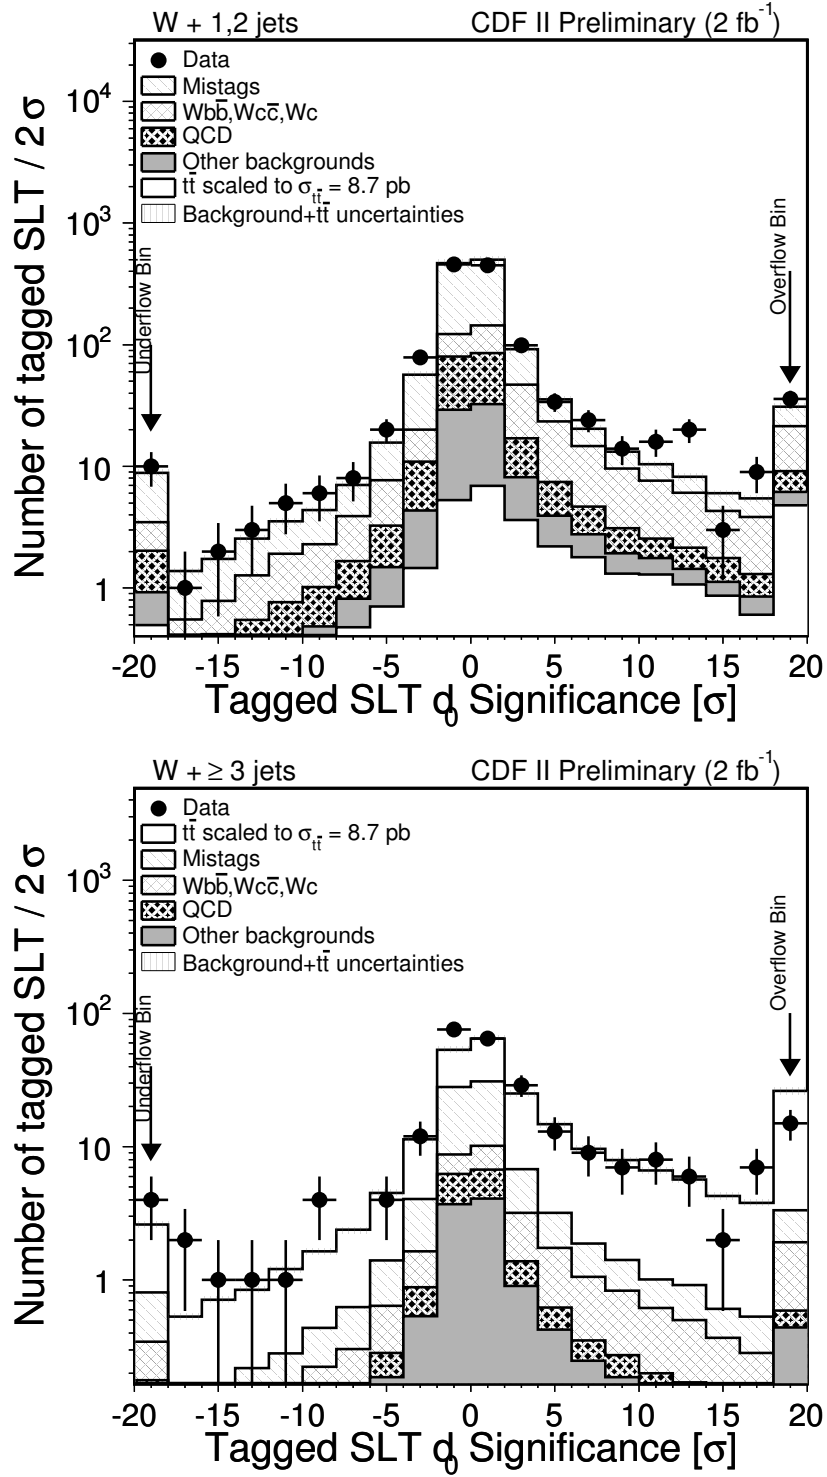 W + 1,2 jets CDF II Preliminary (2 fb⁻¹)
Number of tagged SLT / 2σ
10⁴
10³
10²
10
1
Data
Mistags
Wbb̄,Wcc̄,Wc
QCD
Other backgrounds
tt̄ scaled to σ_tt̄ = 8.7 pb
Background+tt̄ uncertainties
Underflow Bin
Overflow Bin
-20 -15 -10 -5 0 5 10 15 20
Tagged SLT d₀ Significance [σ]
W + ≥ 3 jets CDF II Preliminary (2 fb⁻¹)
Number of tagged SLT / 2σ
10³
10²
10
1
Data
tt̄ scaled to σ_tt̄ = 8.7 pb
Mistags
Wbb̄,Wcc̄,Wc
QCD
Other backgrounds
Background+tt̄ uncertainties
Underflow Bin
Overflow Bin
-20 -15 -10 -5 0 5 10 15 20
Tagged SLT d₀ Significance [σ]